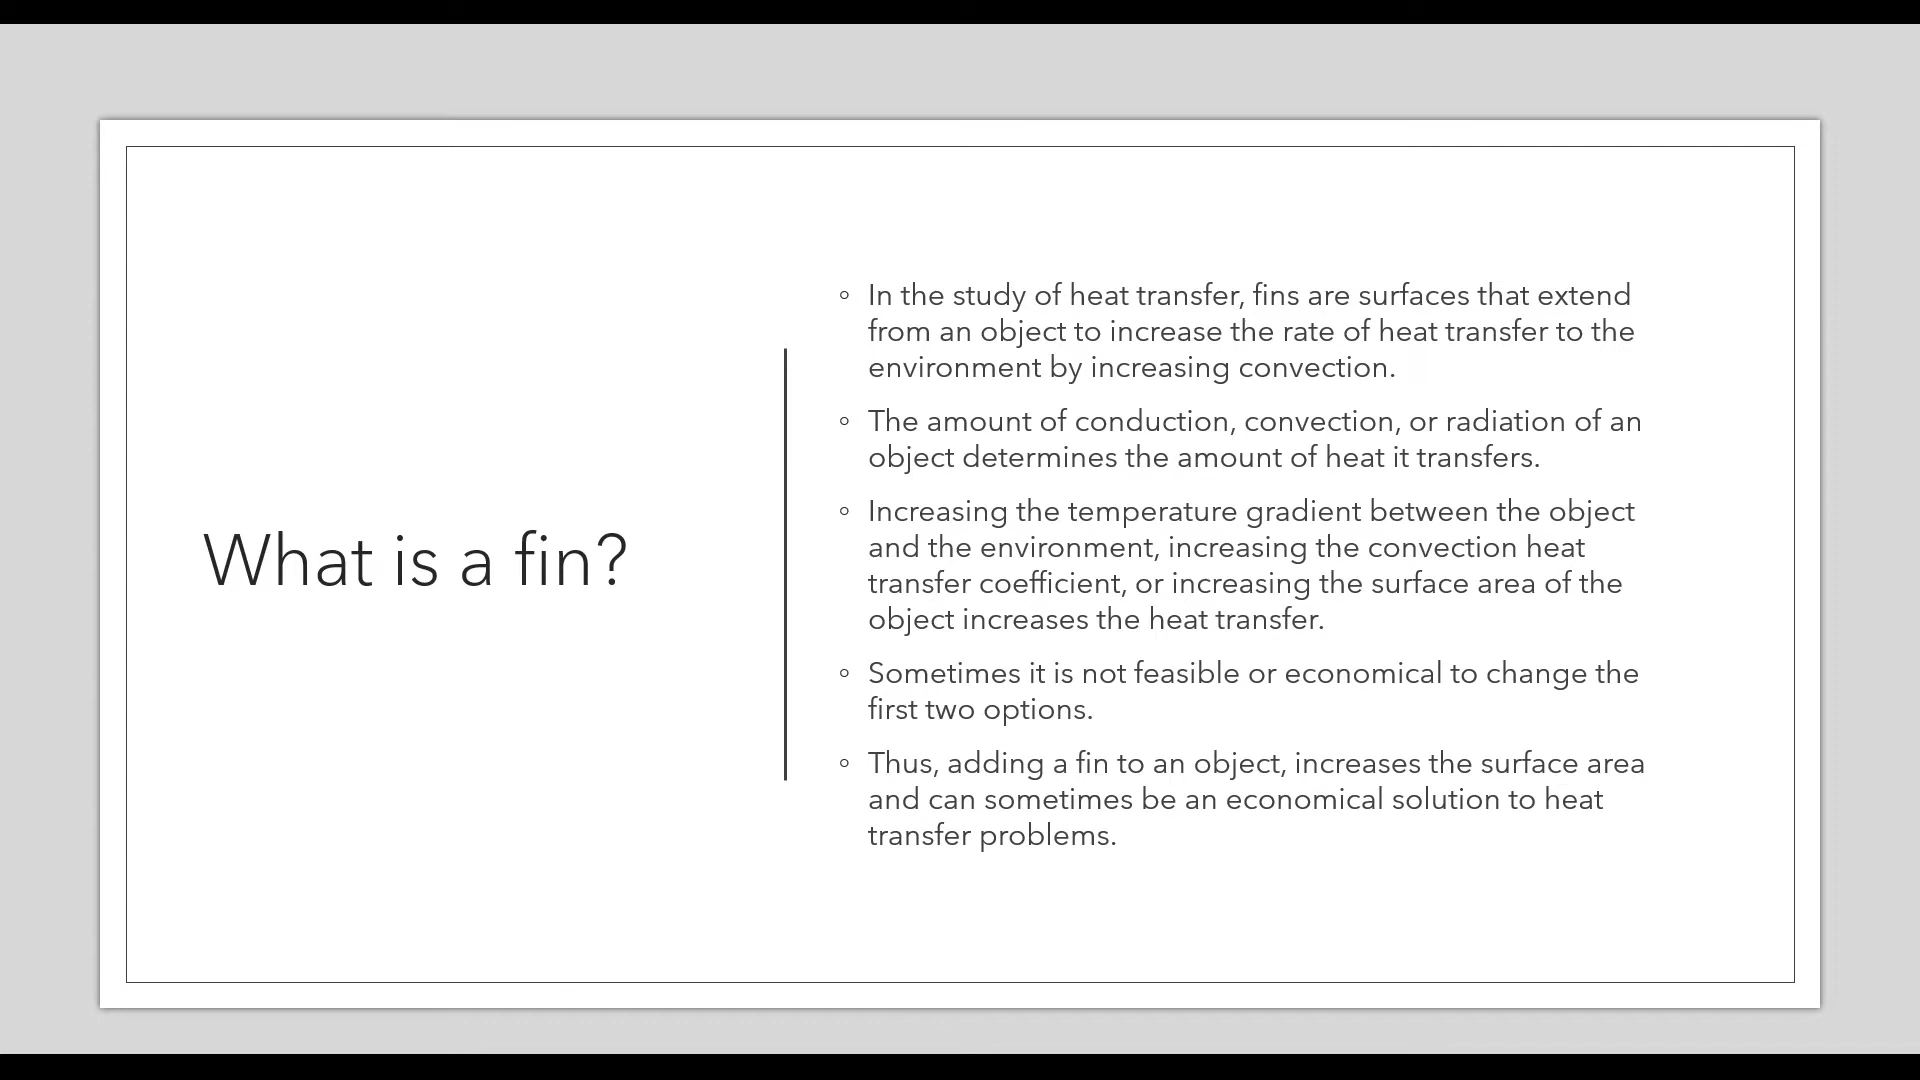 What is a fin?
◦ In the study of heat transfer, fins are surfaces that extend
from an object to increase the rate of heat transfer to the
environment by increasing convection.
◦ The amount of conduction, convection, or radiation of an
object determines the amount of heat it transfers.
◦ Increasing the temperature gradient between the object
and the environment, increasing the convection heat
transfer coefficient, or increasing the surface area of the
object increases the heat transfer.
◦ Sometimes it is not feasible or economical to change the
first two options.
◦ Thus, adding a fin to an object, increases the surface area
and can sometimes be an economical solution to heat
transfer problems.